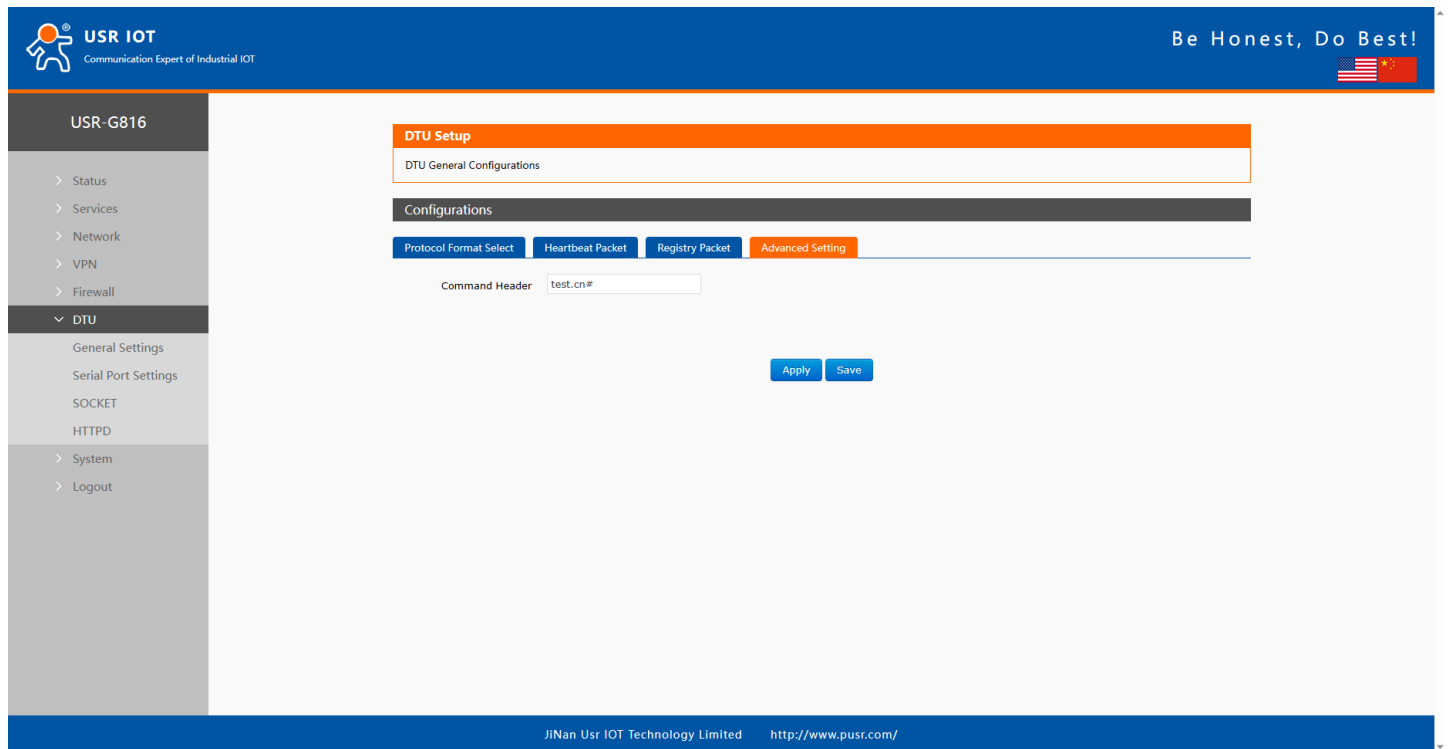 USR IOT
Communication Expert of Industrial IOT
Be Honest, Do Best!
USR-G816
Status
Services
Network
VPN
Firewall
DTU
General Settings
Serial Port Settings
SOCKET
HTTPD
System
Logout
DTU Setup
DTU General Configurations
Configurations
Protocol Format Select Heartbeat Packet Registry Packet Advanced Setting
Command Header test.cn#
Apply Save
JiNan Usr IOT Technology Limited http://www.pusr.com/